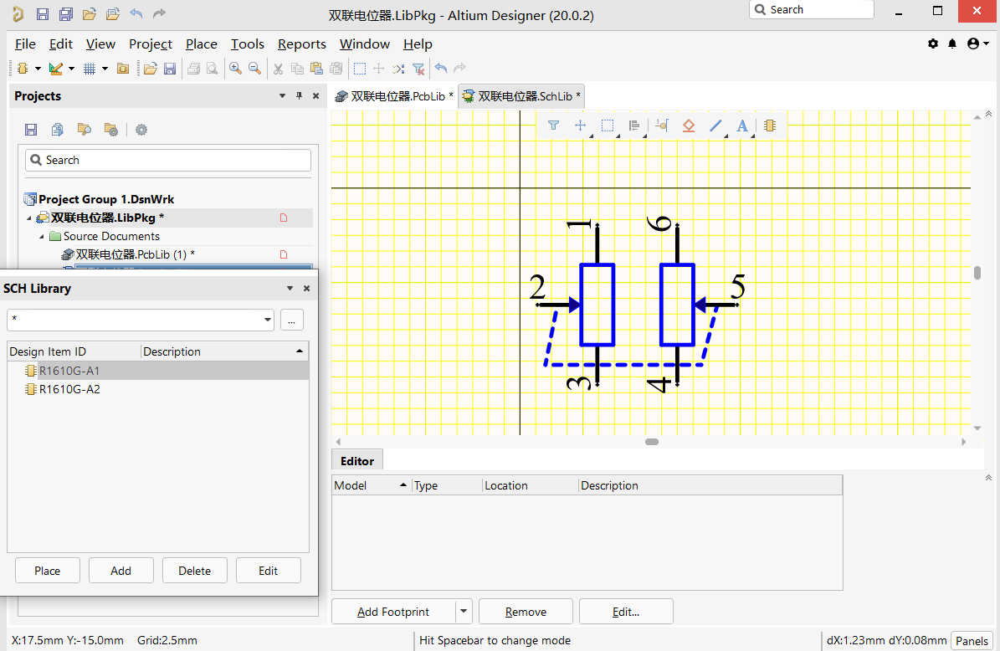 双联电位器.LibPkg - Altium Designer (20.0.2)
Search
File Edit View Project Place Tools Reports Window Help
Projects
双联电位器.PcbLib *
双联电位器.SchLib *
Search
Project Group 1.DsnWrk
双联电位器.LibPkg *
Source Documents
双联电位器.PcbLib (1) *
SCH Library
*
...
Design Item ID
Description
R1610G-A1
R1610G-A2
Place
Add
Delete
Edit
1
6
2
5
3
4
A
Editor
Model
Type
Location
Description
Add Footprint
Remove
Edit...
X:17.5mm Y:-15.0mm
Grid:2.5mm
Hit Spacebar to change mode
dX:1.23mm dY:0.08mm
Panels